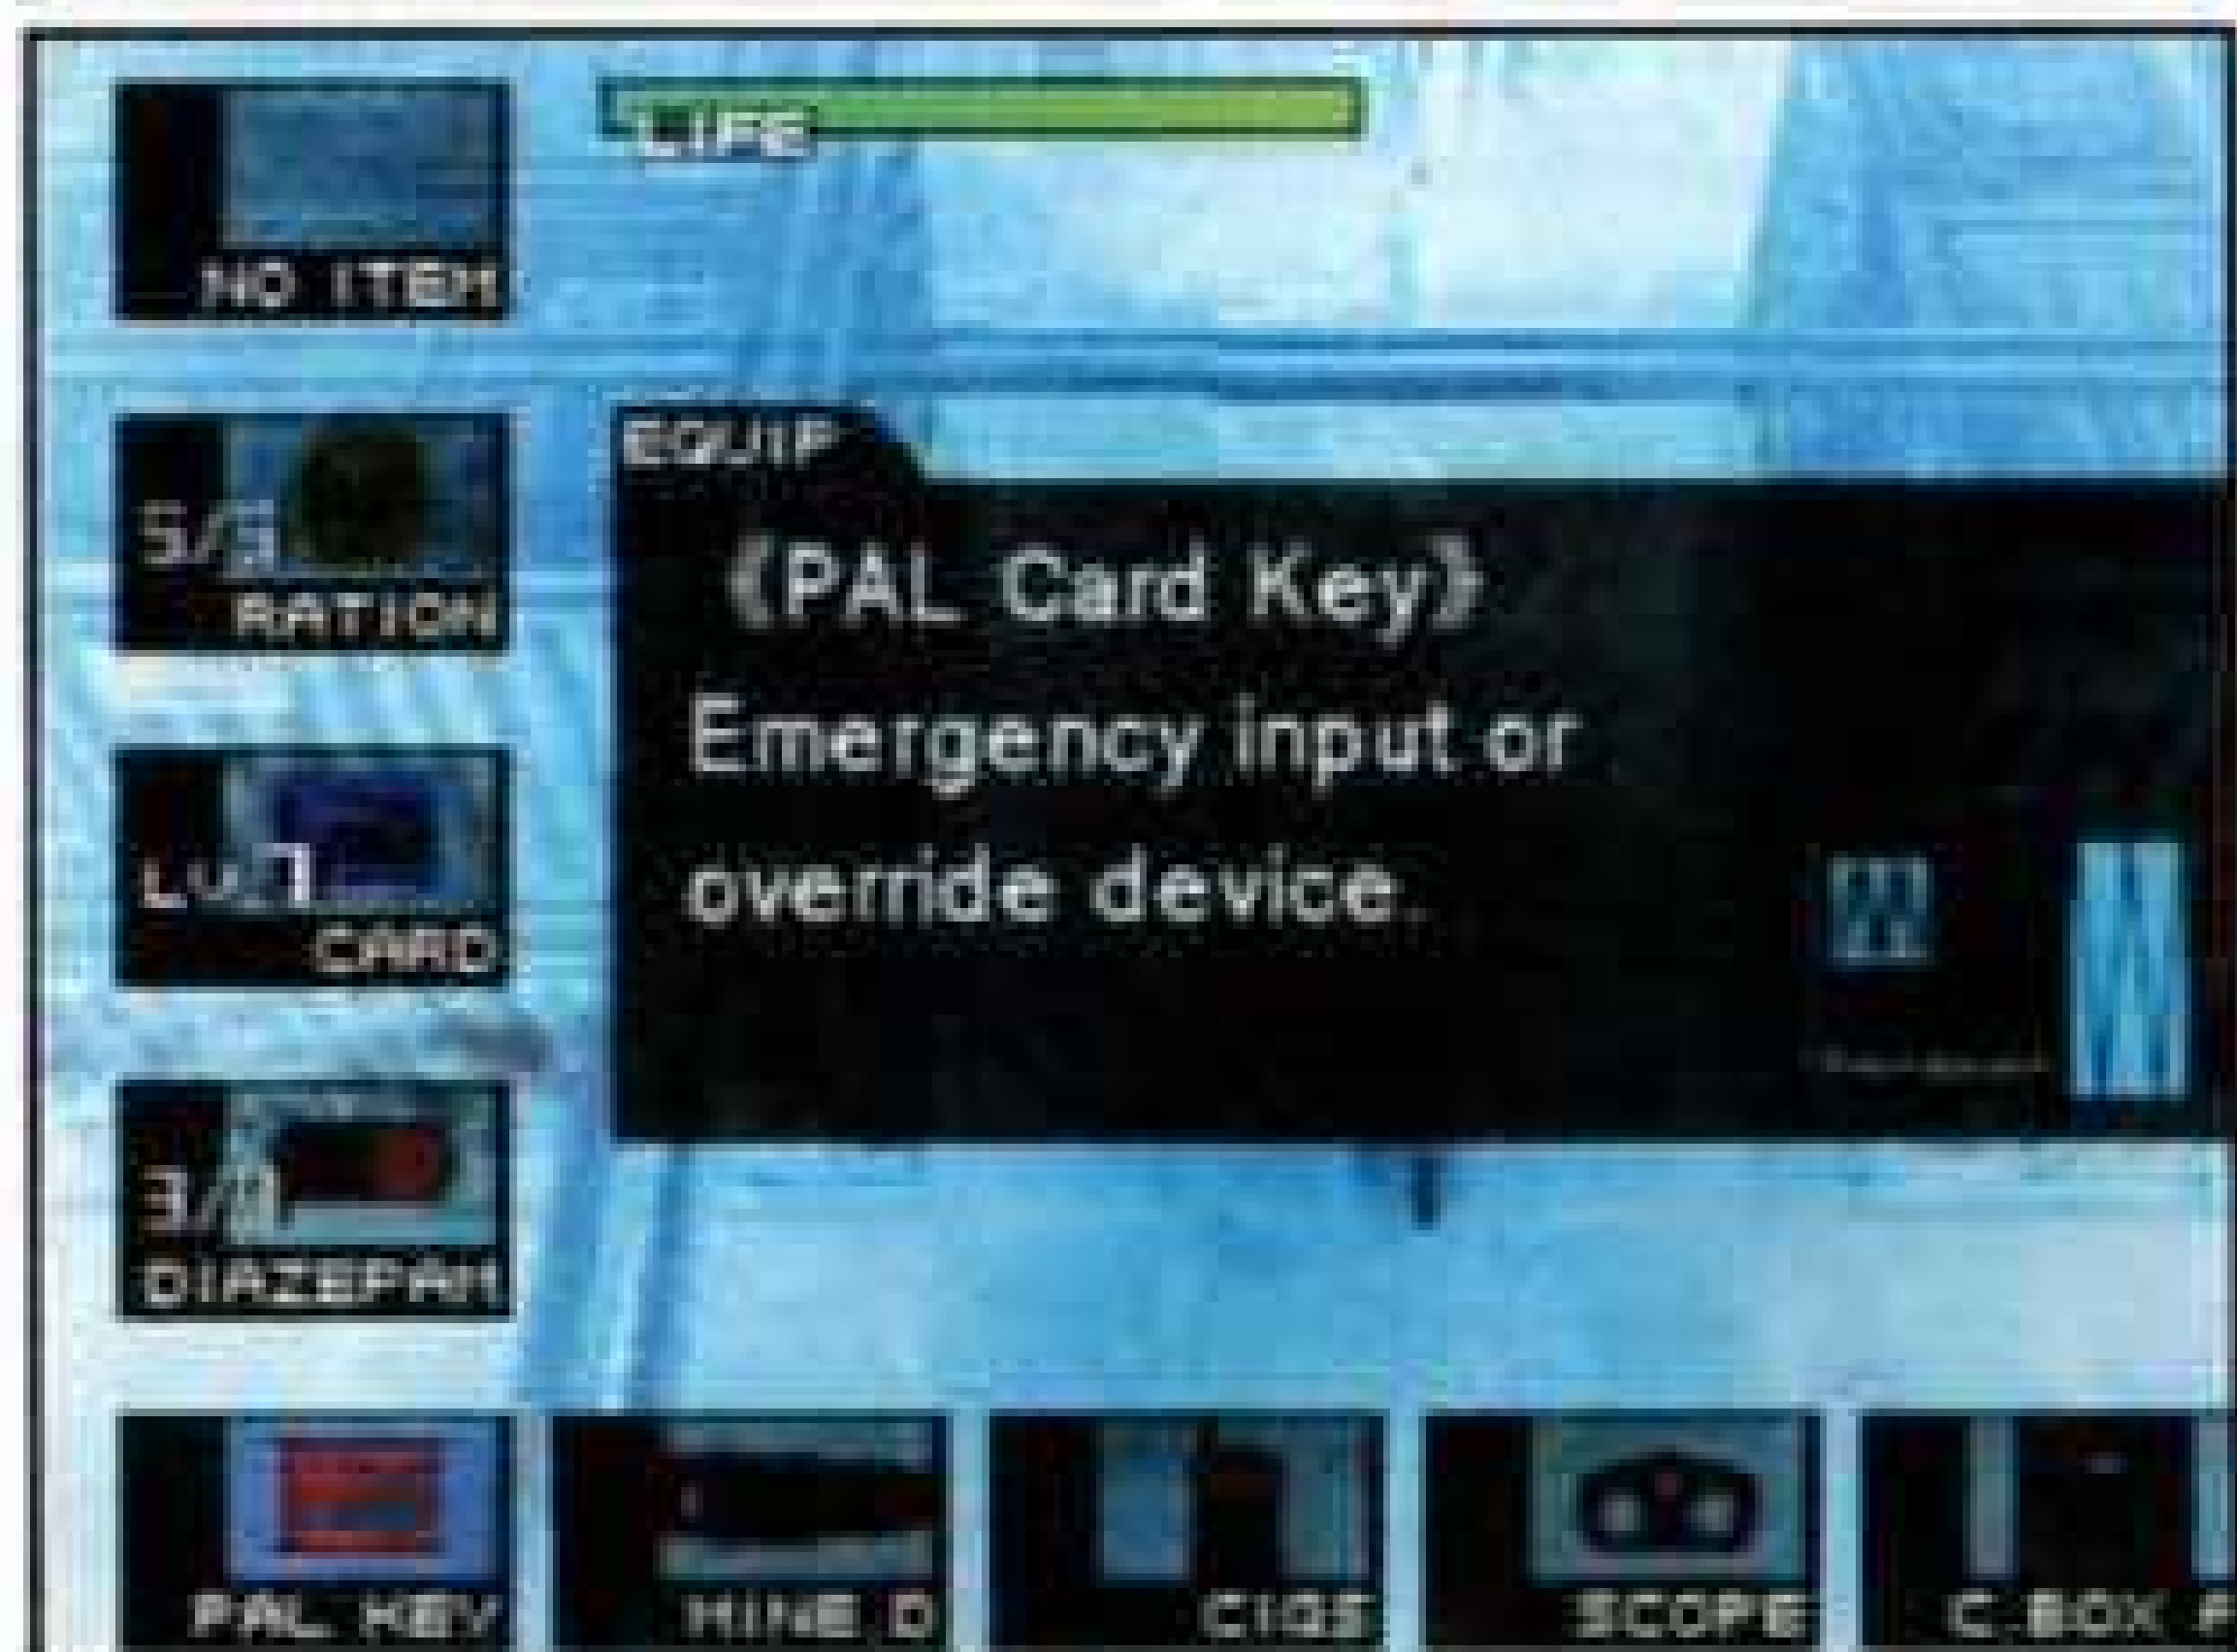 LIFE
NO ITEM
EQUIP
5/5
RATION
《PAL Card Key》
Emergency input or
override device.
Lv.1
CARD
3/
DIAZEPAM
PAL KEY
MINE D
CIGS
SCOPE
C.BOX